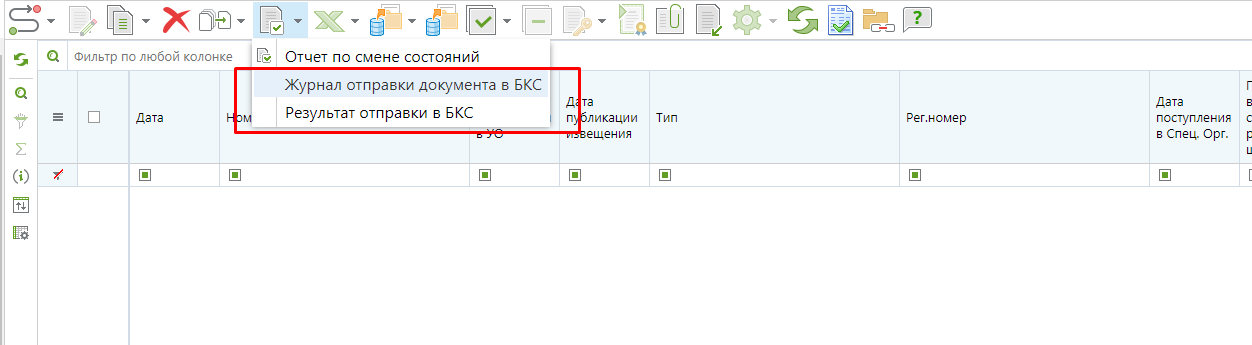 Фильтр по любой колонке
Отчет по смене состояний
Журнал отправки документа в БКС
Результат отправки в БКС
Дата
в УО
Дата
публикации
извещения
Тип
Рег.номер
Дата
поступления
в Спец. Орг.